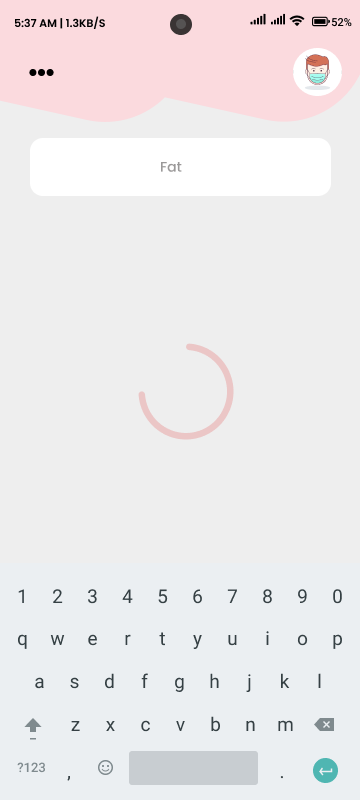 5:37 AM | 1.3KB/S 52%
Fat
1 2 3 4 5 6 7 8 9 0
q w e r t y u i o p
a s d f g h j k l
z x c v b n m
?123 , .